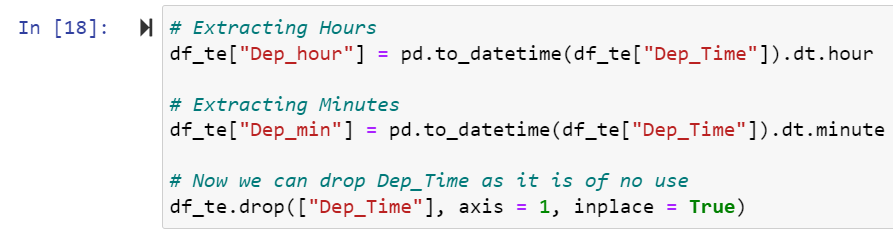 In [18]:
# Extracting Hours
df_te["Dep_hour"] = pd.to_datetime(df_te["Dep_Time"]).dt.hour
# Extracting Minutes
df_te["Dep_min"] = pd.to_datetime(df_te["Dep_Time"]).dt.minute
# Now we can drop Dep_Time as it is of no use
df_te.drop(["Dep_Time"], axis = 1, inplace = True)